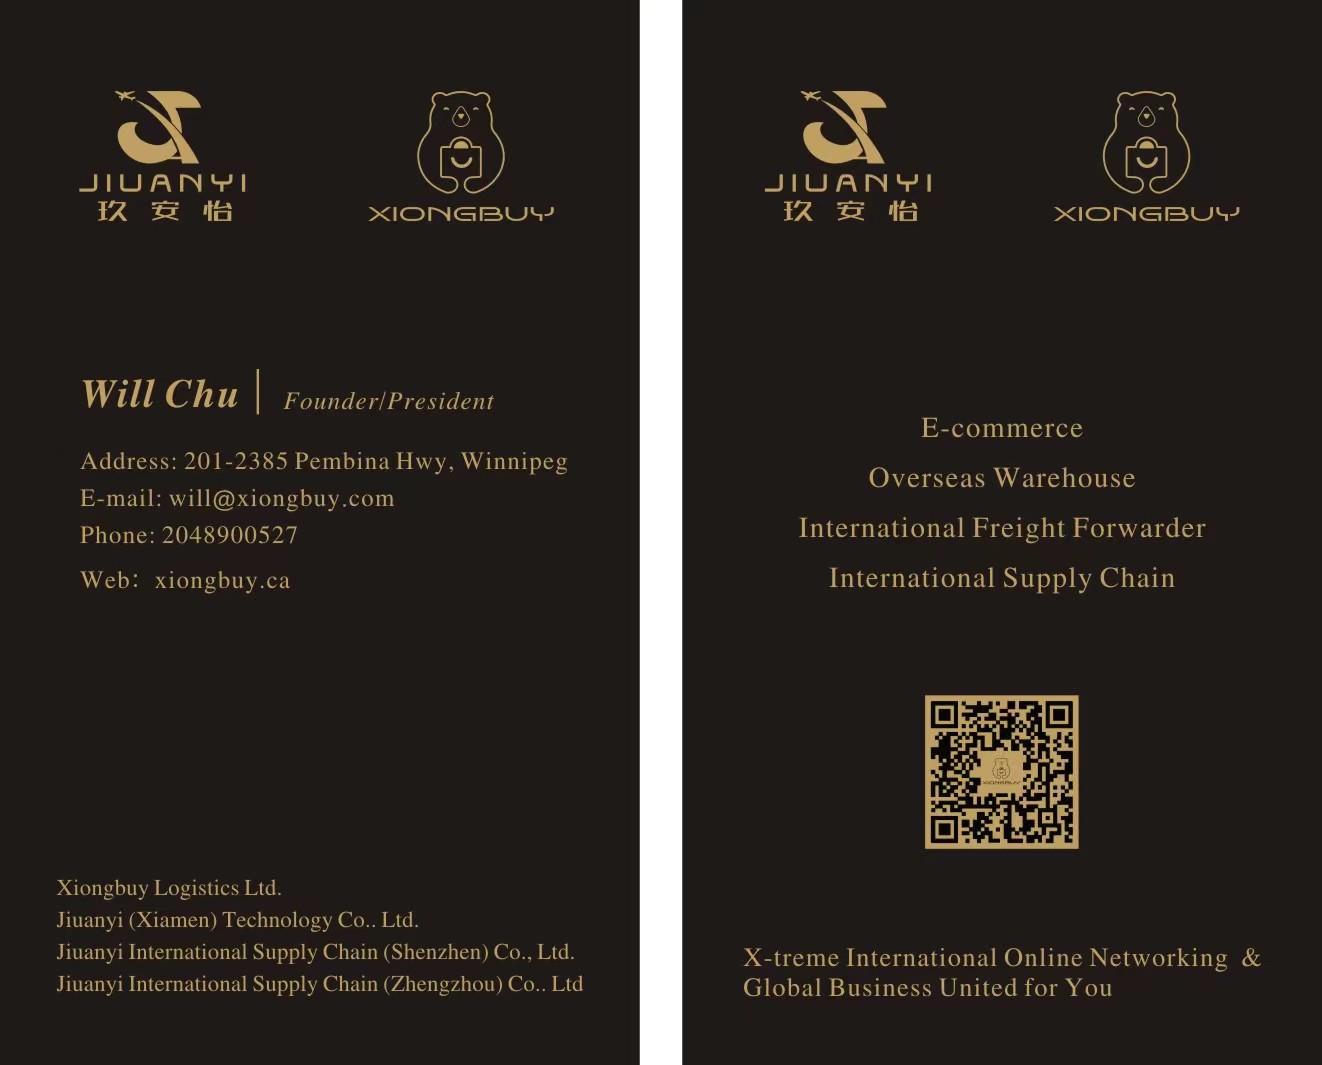 JIUANYI
玖安怡
XIONGBUY
Will Chu
Founder/President
Address: 201-2385 Pembina Hwy, Winnipeg
E-mail: will@xiongbuy.com
Phone: 2048900527
Web：xiongbuy.ca
Xiongbuy Logistics Ltd.
Jiuanyi (Xiamen) Technology Co.. Ltd.
Jiuanyi International Supply Chain (Shenzhen) Co., Ltd.
Jiuanyi International Supply Chain (Zhengzhou) Co.. Ltd
JIUANYI
玖安怡
XIONGBUY
E-commerce
Overseas Warehouse
International Freight Forwarder
International Supply Chain
XIONGBUY
X-treme International Online Networking &
Global Business United for You